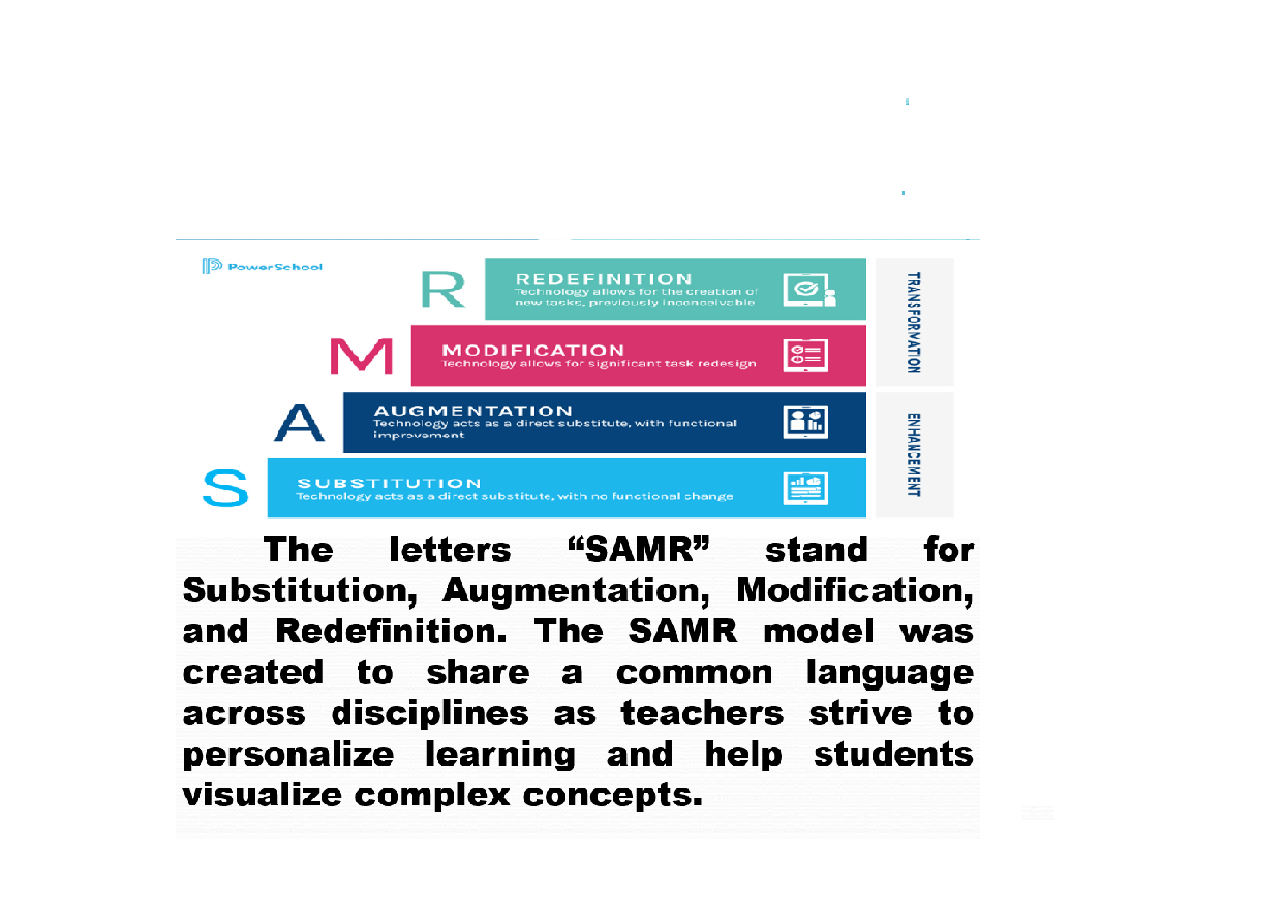 PowerSchool
R
REDEFINITION
Technology allows for the creation of
new tasks, previously inconceivable
M
MODIFICATION
Technology allows for significant task redesign
TRANSFORMATION
A
AUGMENTATION
Technology acts as a direct substitute, with functional
improvement
S
SUBSTITUTION
Technology acts as a direct substitute, with no functional change
ENHANCEMENT
The letters “SAMR” stand for
Substitution, Augmentation, Modification,
and Redefinition. The SAMR model was
created to share a common language
across disciplines as teachers strive to
personalize learning and help students
visualize complex concepts.